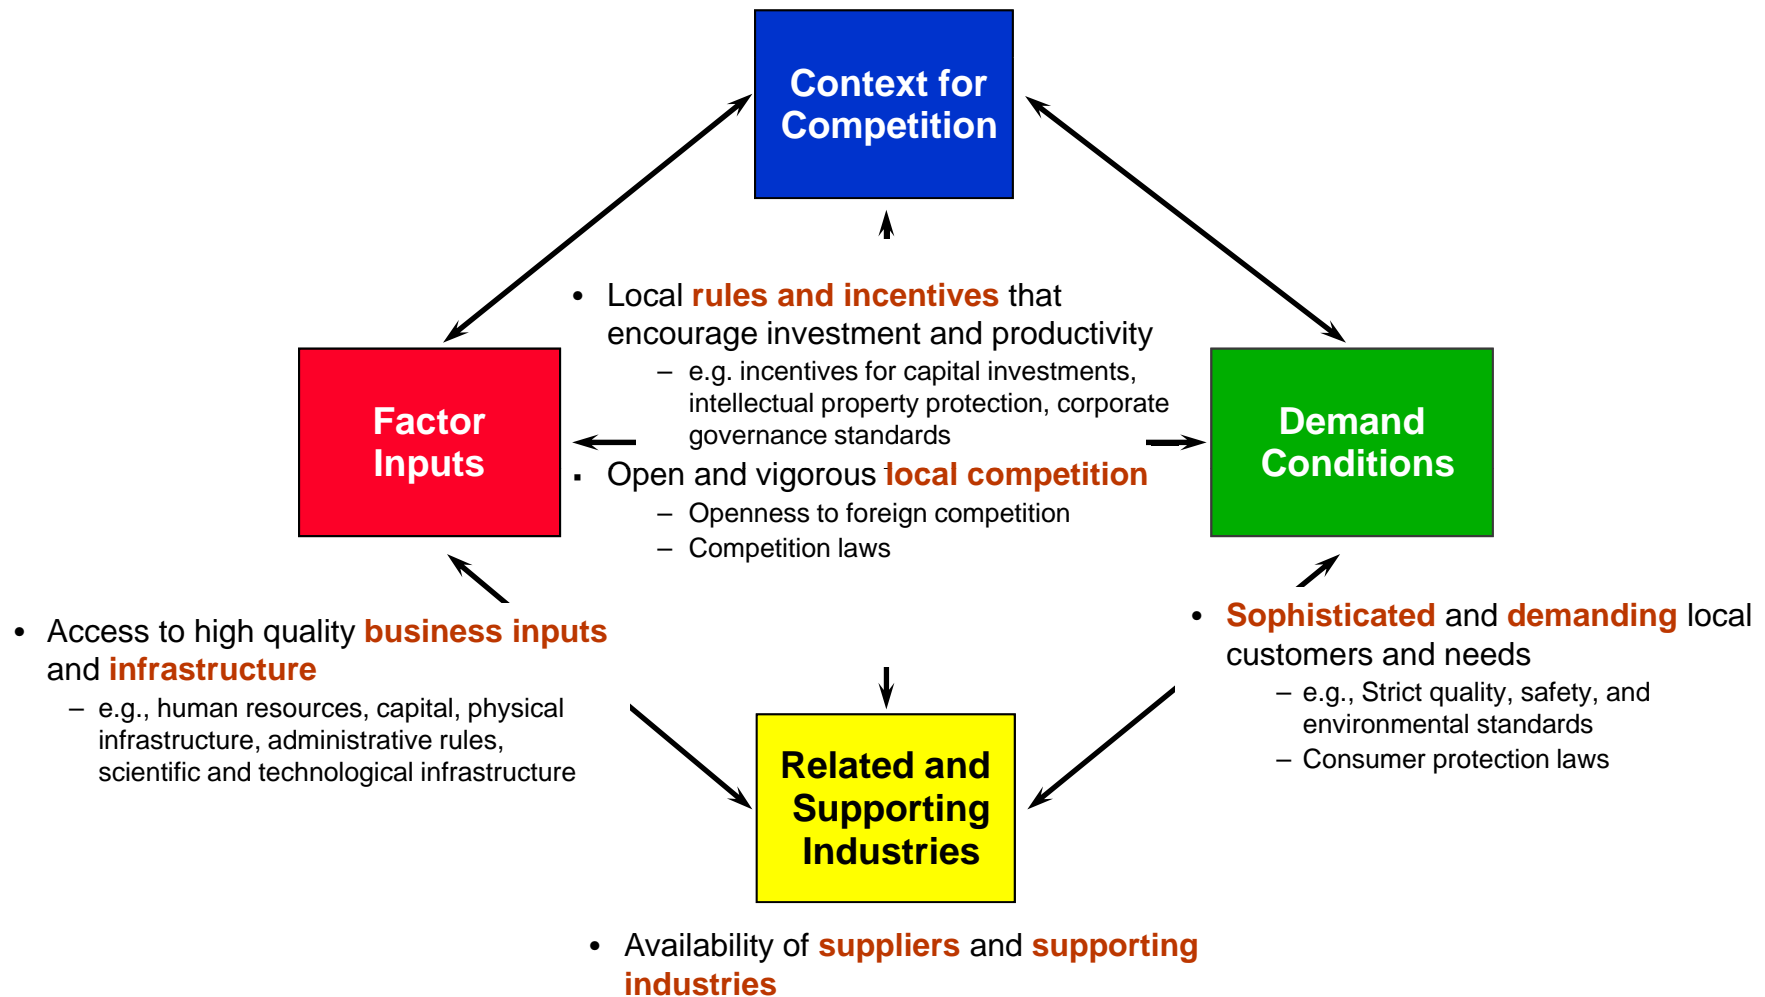 Context for
Competition
• Local rules and incentives that
encourage investment and productivity
– e.g. incentives for capital investments,
intellectual property protection, corporate
governance standards
Factor
Inputs
Demand
Conditions
▪ Open and vigorous local competition
– Openness to foreign competition
– Competition laws
• Access to high quality business inputs
and infrastructure
– e.g., human resources, capital, physical
infrastructure, administrative rules,
scientific and technological infrastructure
• Sophisticated and demanding local
customers and needs
– e.g., Strict quality, safety, and
environmental standards
– Consumer protection laws
Related and
Supporting
Industries
• Availability of suppliers and supporting
industries